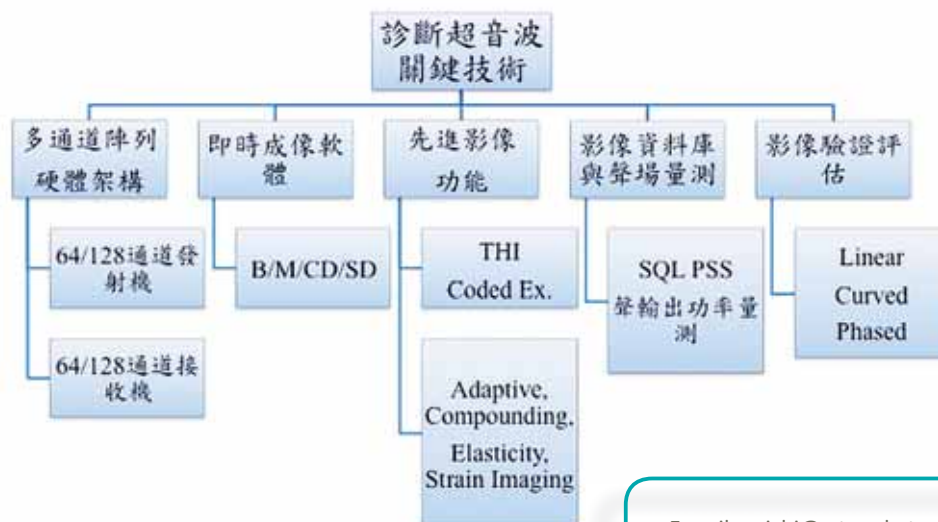 診斷超音波
關鍵技術
多通道陣列
硬體架構
64/128通道發
射機
64/128通道接
收機
即時成像軟
體
B/M/CD/SD
先進影像
功能
THI
Coded Ex.
Adaptive,
Compounding,
Elasticity,
Strain Imaging
影像資料庫
與聲場量測
SQL PSS
聲輸出功率量
測
影像驗證評
估
Linear
Curved
Phased